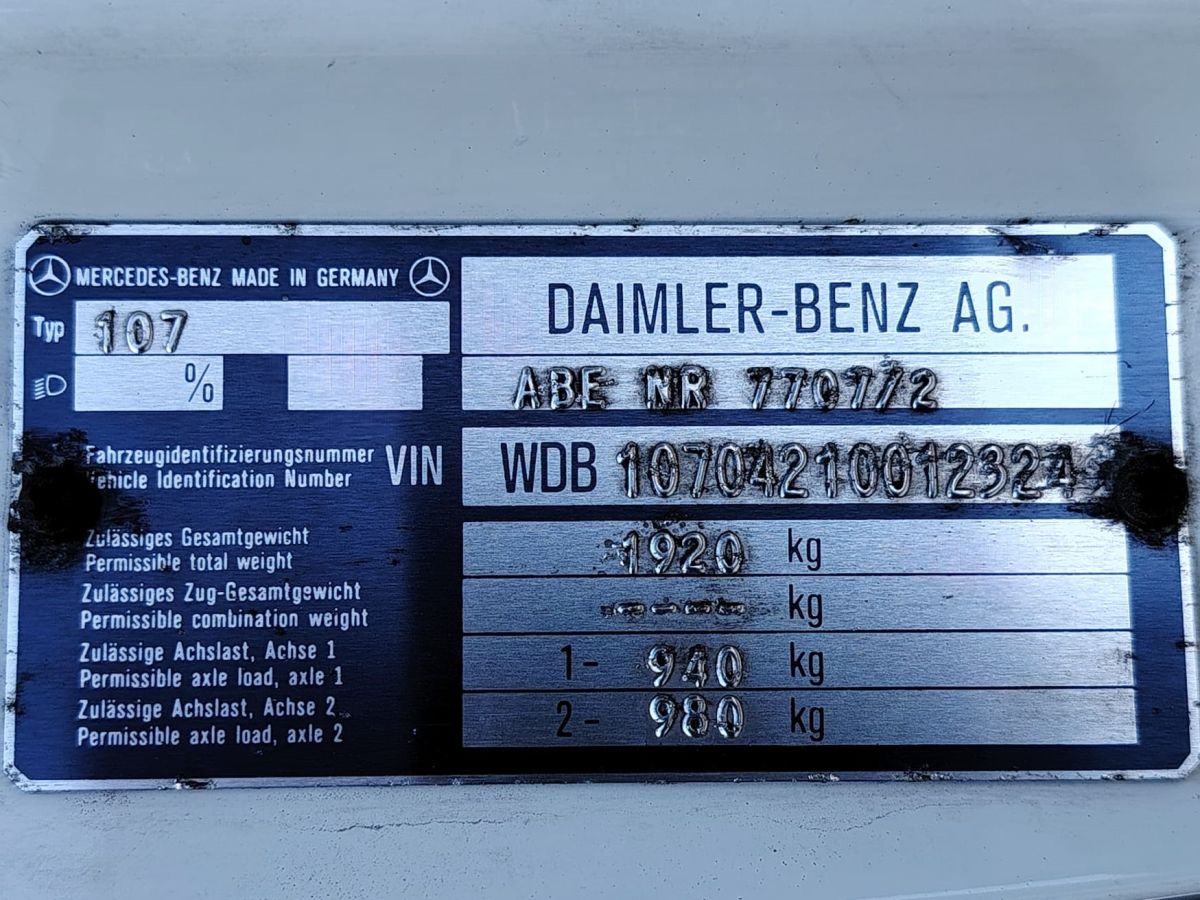 MERCEDES-BENZ MADE IN GERMANY
Typ 107
%
DAIMLER-BENZ AG.
ABE NR 7707/2
Fahrzeugidentifizierungsnummer
Vehicle Identification Number
VIN
WDB 10704210012324
Zulässiges Gesamtgewicht
Permissible total weight
1920 kg
Zulässiges Zug-Gesamtgewicht
Permissible combination weight
---- kg
Zulässige Achslast, Achse 1
Permissible axle load, axle 1
1- 940 kg
Zulässige Achslast, Achse 2
Permissible axle load, axle 2
2- 980 kg